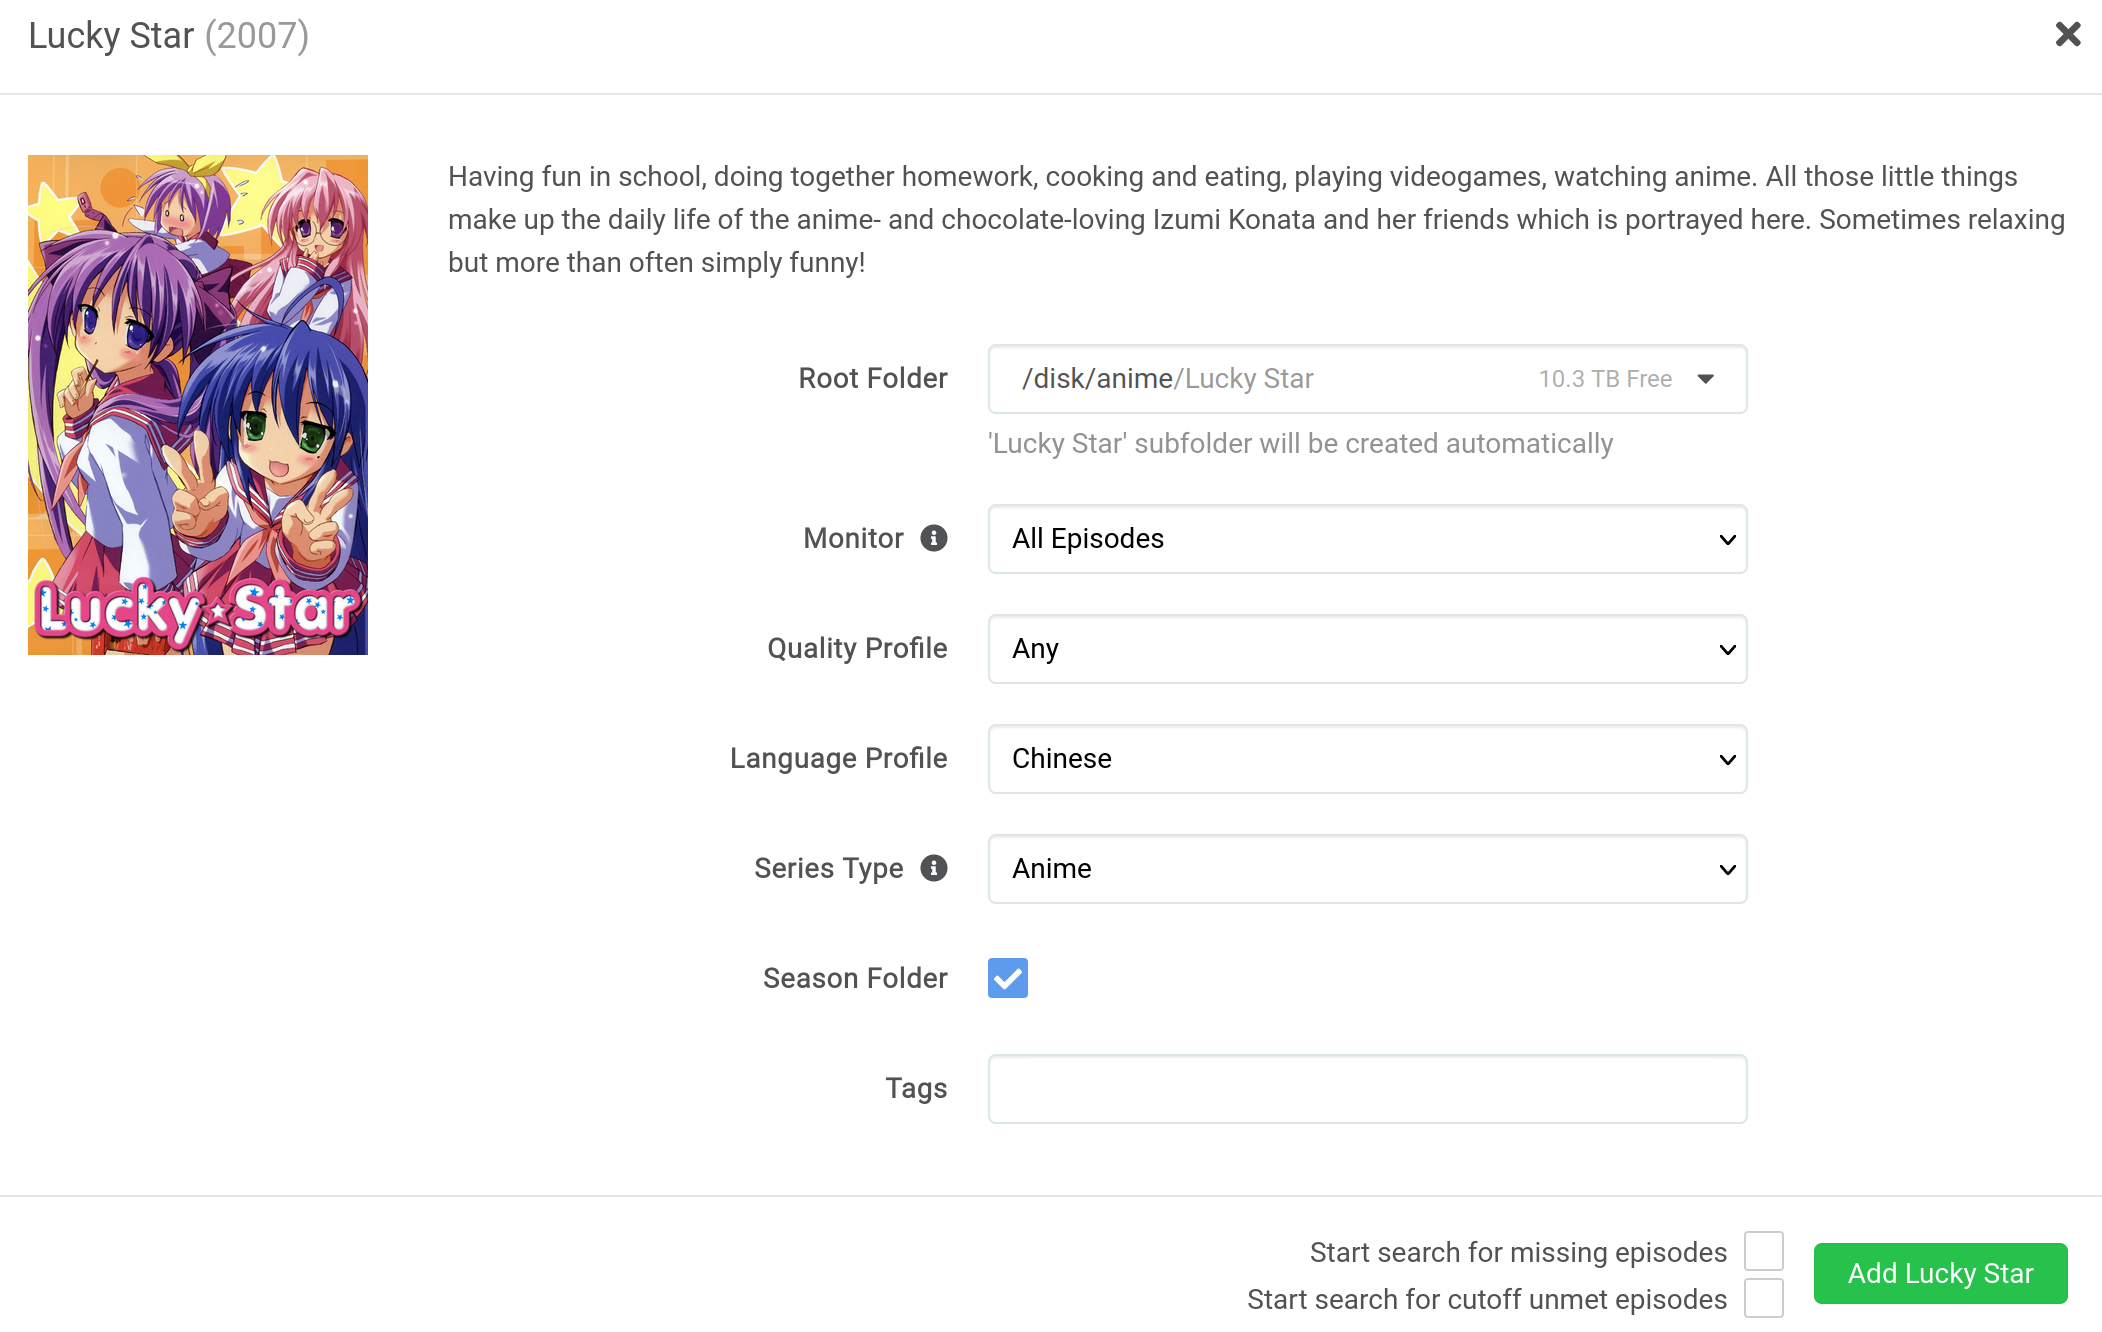 Lucky Star (2007)
Having fun in school, doing together homework, cooking and eating, playing videogames, watching anime. All those little things
make up the daily life of the anime- and chocolate-loving Izumi Konata and her friends which is portrayed here. Sometimes relaxing
but more than often simply funny!
Lucky Star
Root Folder /disk/anime/Lucky Star 10.3 TB Free
'Lucky Star' subfolder will be created automatically
Monitor All Episodes
Quality Profile Any
Language Profile Chinese
Series Type Anime
Season Folder
Tags
Start search for missing episodes
Start search for cutoff unmet episodes
Add Lucky Star